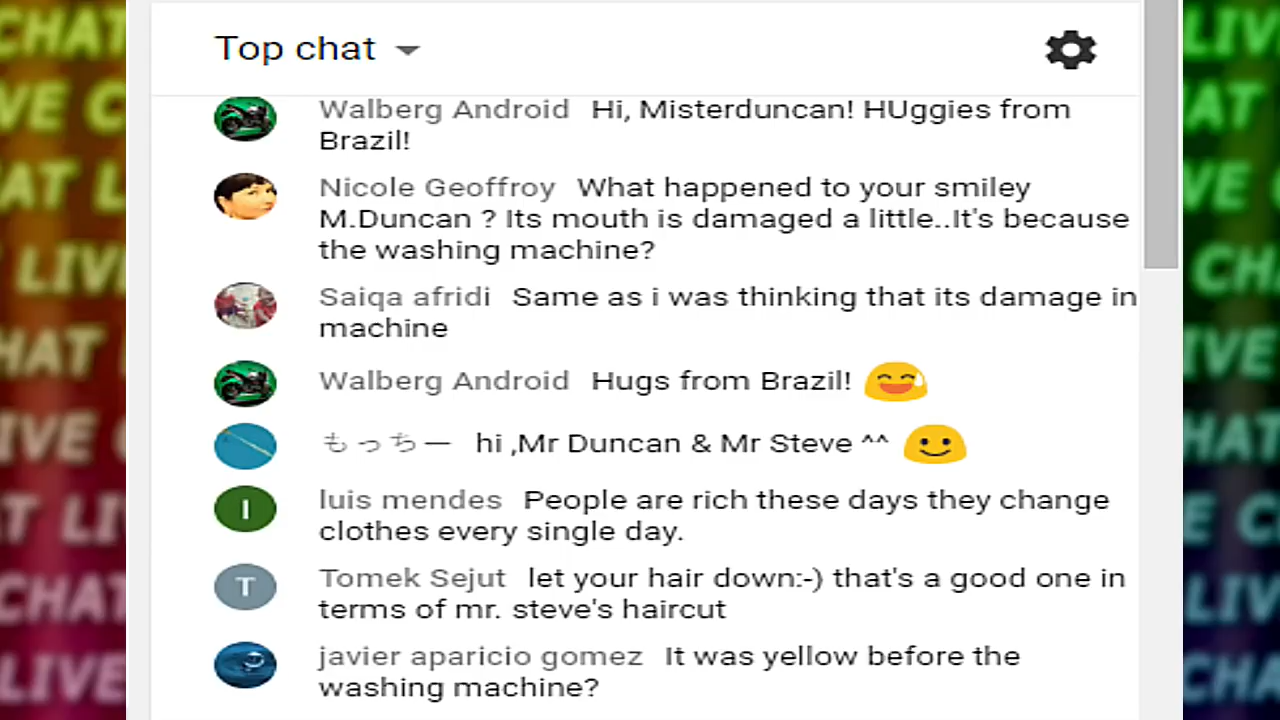 Top chat
Walberg Android Hi, Misterduncan! HUggies from
Brazil!
Nicole Geoffroy What happened to your smiley
M.Duncan ? Its mouth is damaged a little..It's because
the washing machine?
Saiqa afridi Same as i was thinking that its damage in
machine
Walberg Android Hugs from Brazil!
もっちー hi ,Mr Duncan & Mr Steve ^^
I luis mendes People are rich these days they change
clothes every single day.
T Tomek Sejut let your hair down:-) that's a good one in
terms of mr. steve's haircut
javier aparicio gomez It was yellow before the
washing machine?